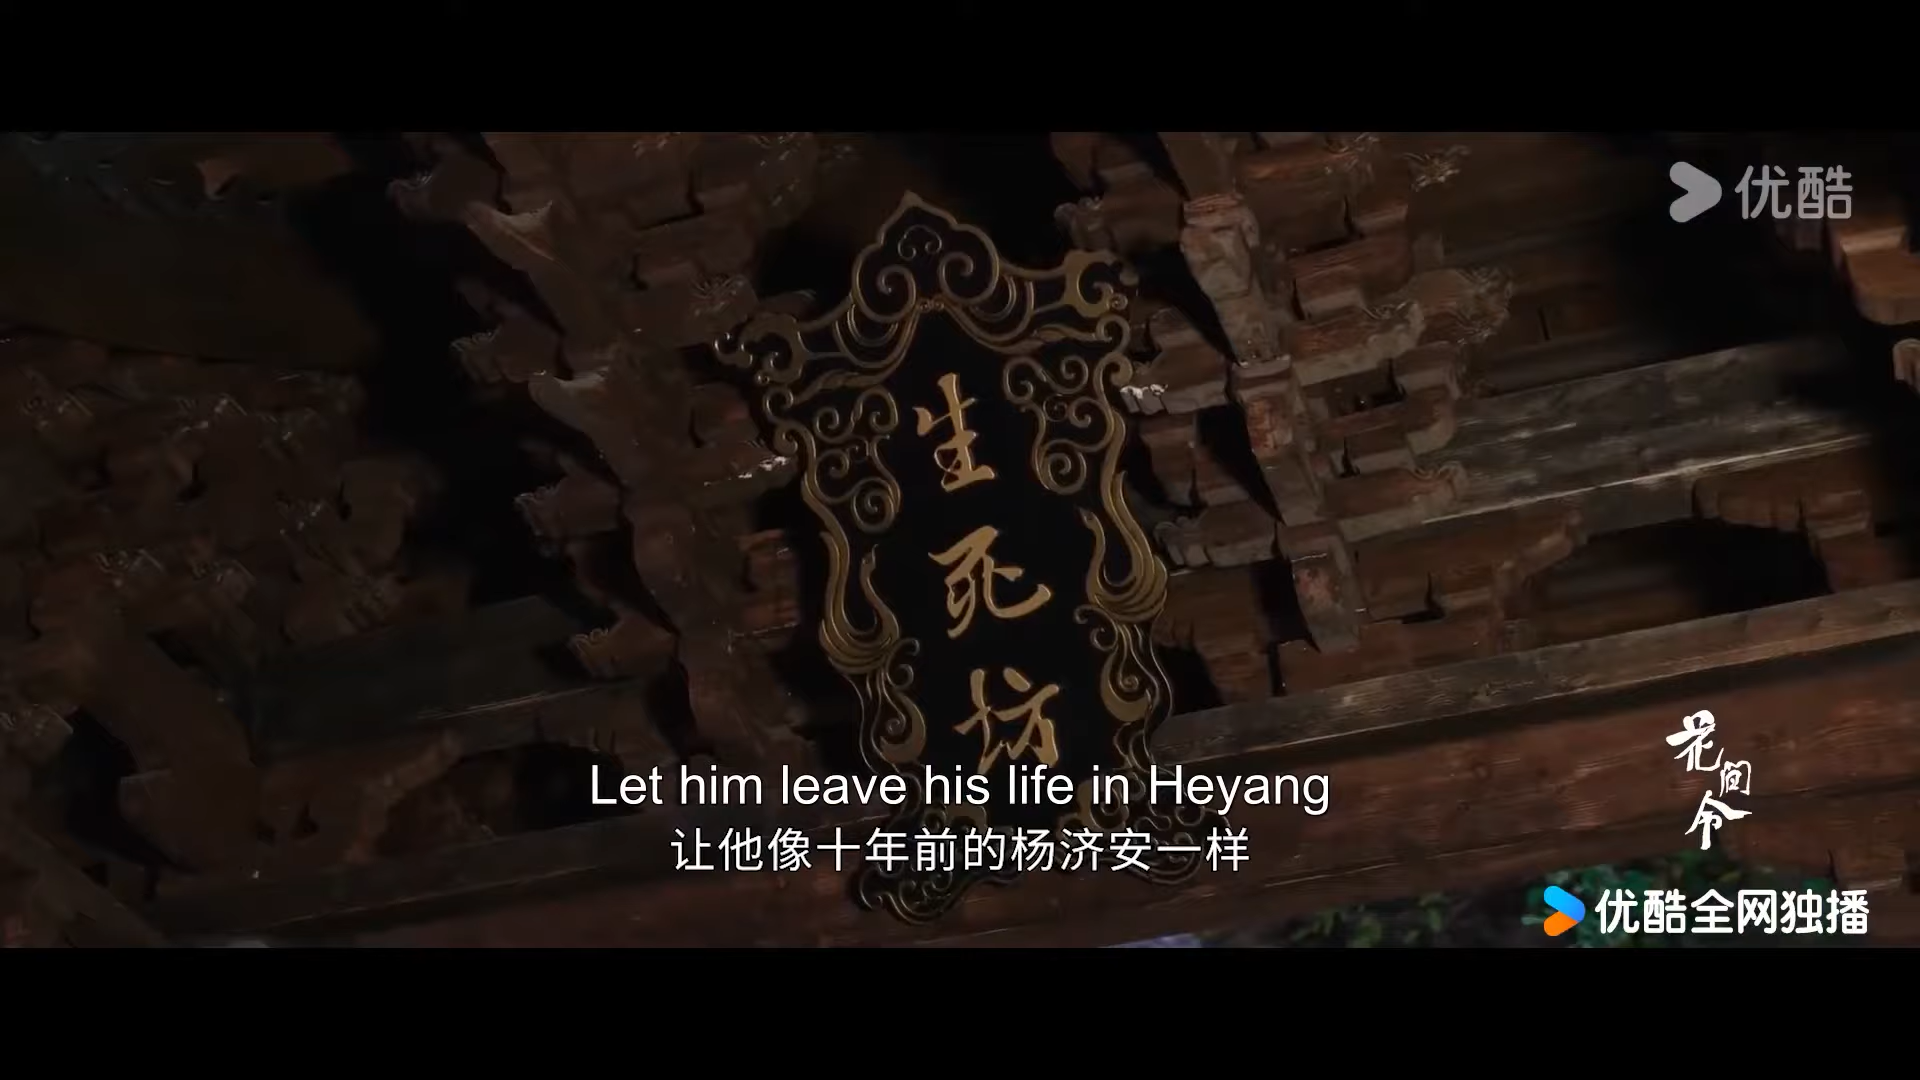 优酷
生死坊
Let him leave his life in Heyang
让他像十年前的杨济安一样
花间令
优酷全网独播